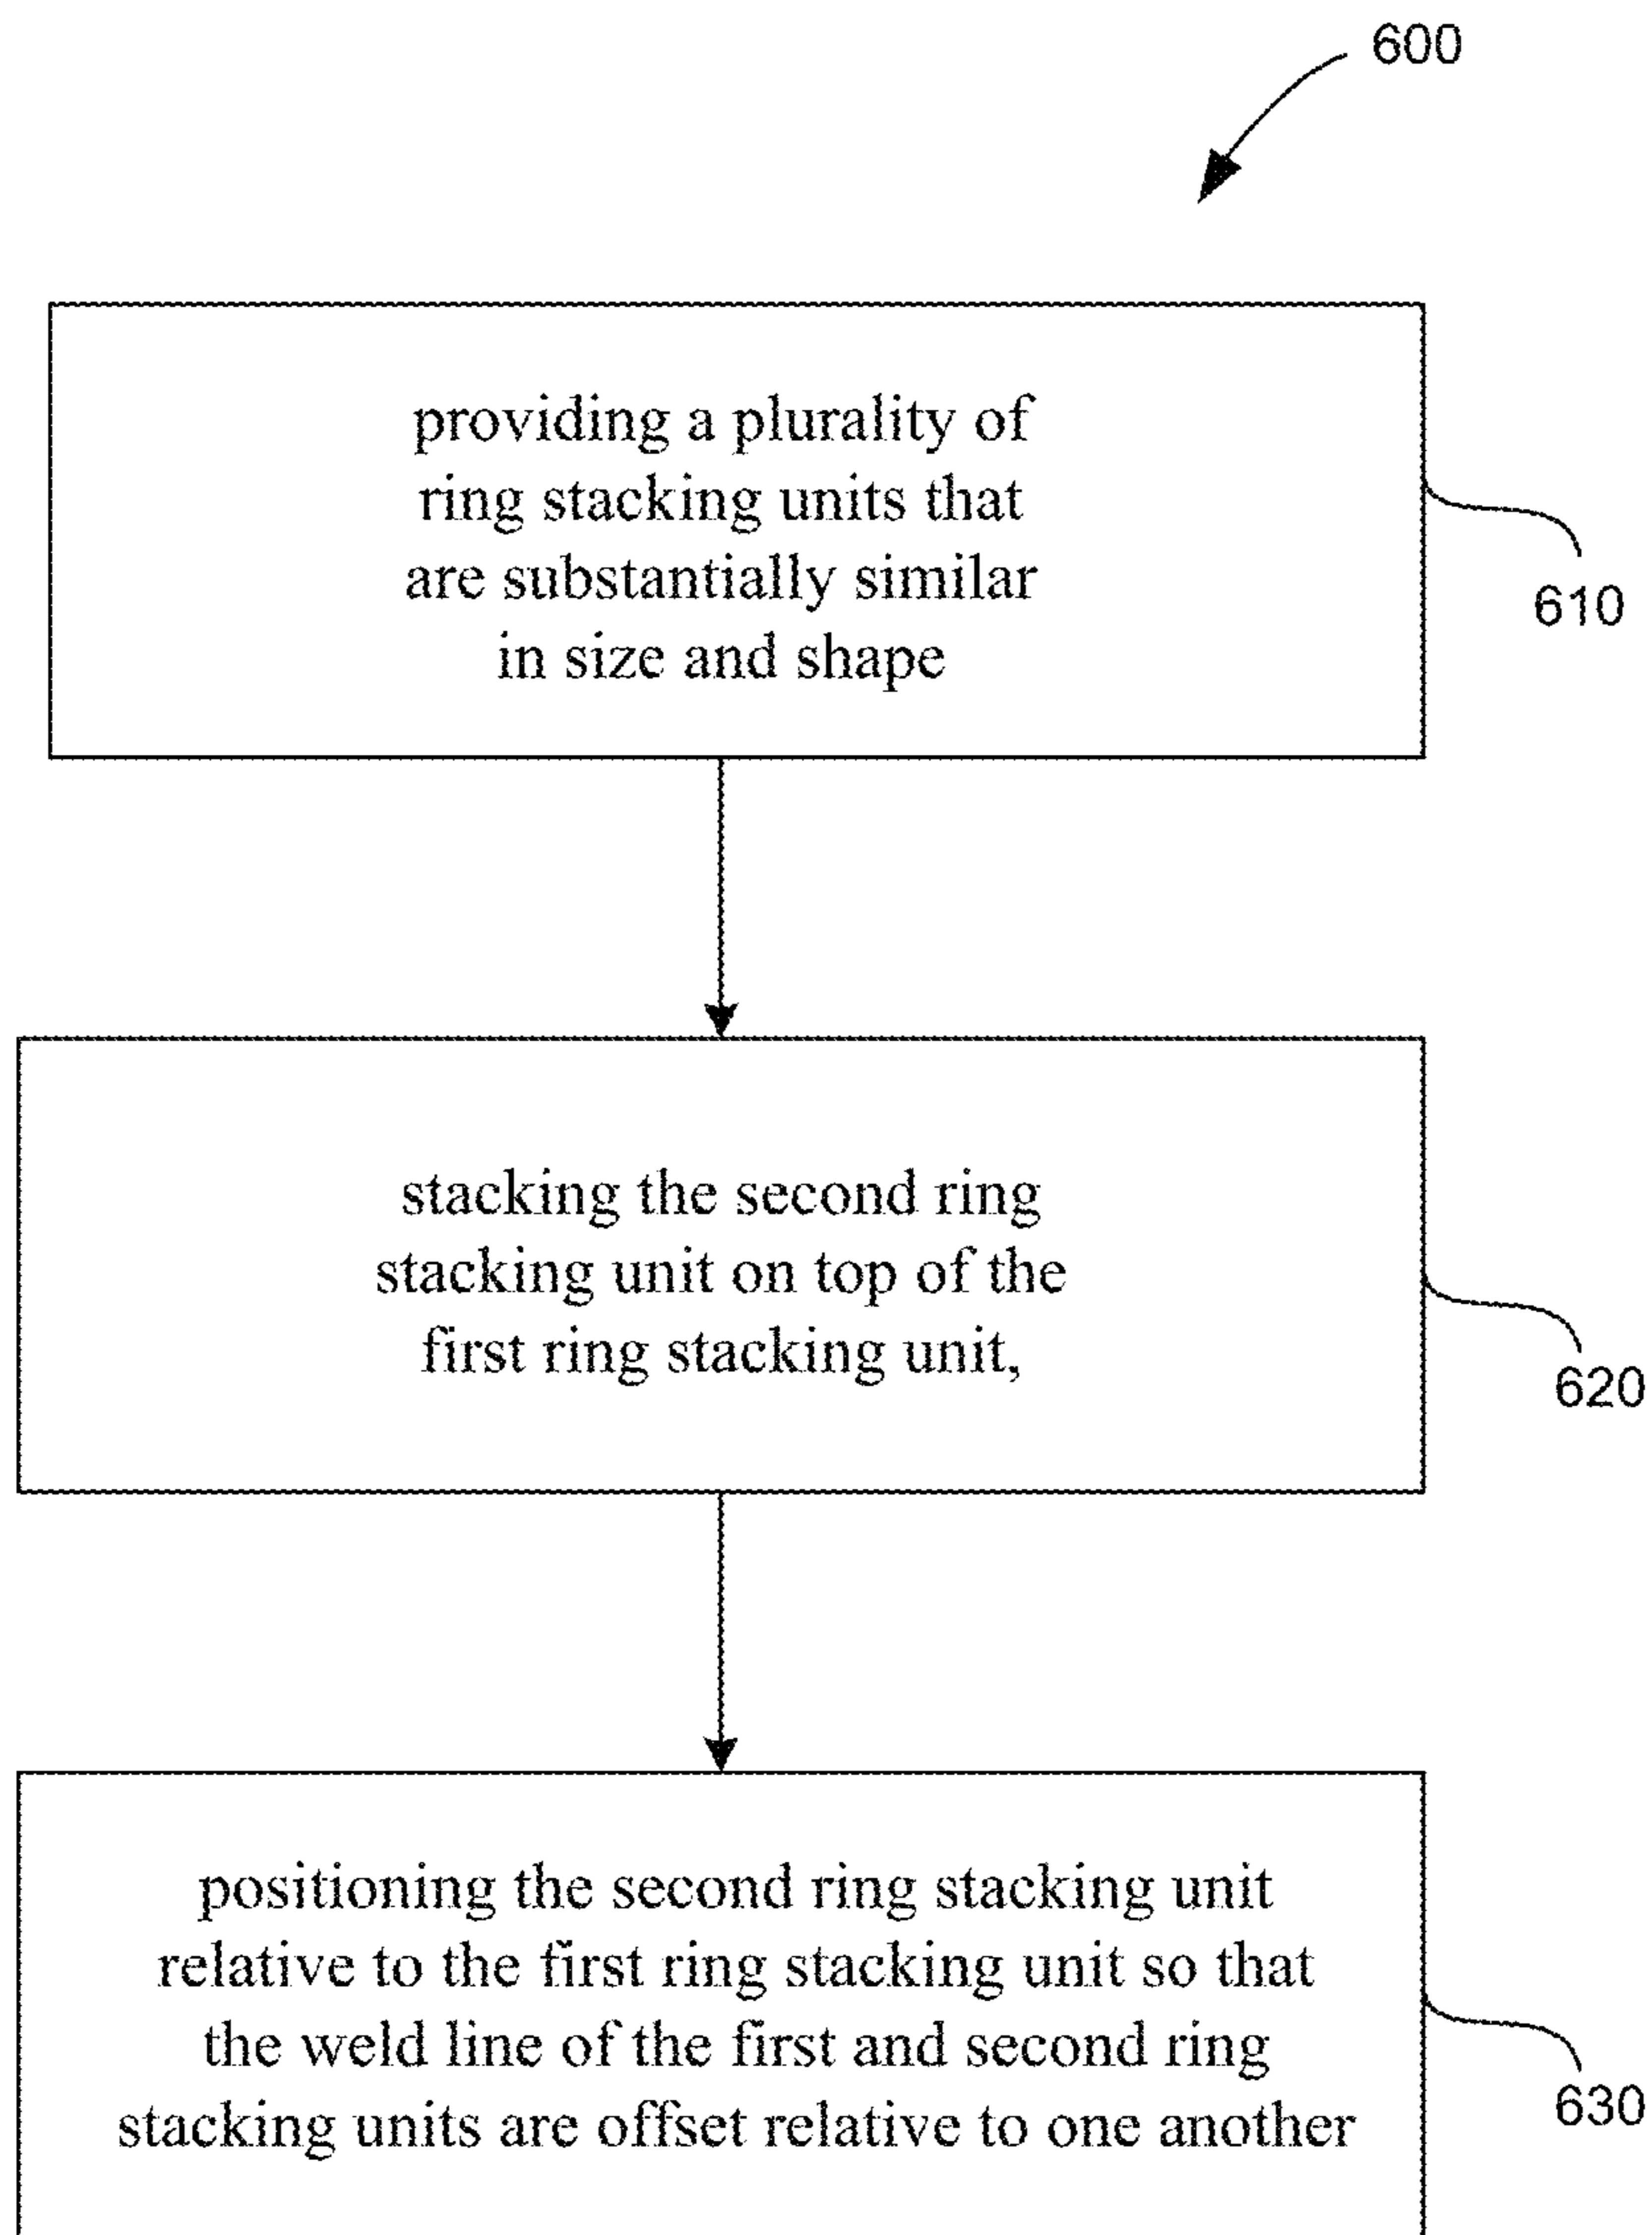 600
providing a plurality of
ring stacking units that
are substantially similar
in size and shape
610
stacking the second ring
stacking unit on top of the
first ring stacking unit,
620
positioning the second ring stacking unit
relative to the first ring stacking unit so that
the weld line of the first and second ring
stacking units are offset relative to one another
630